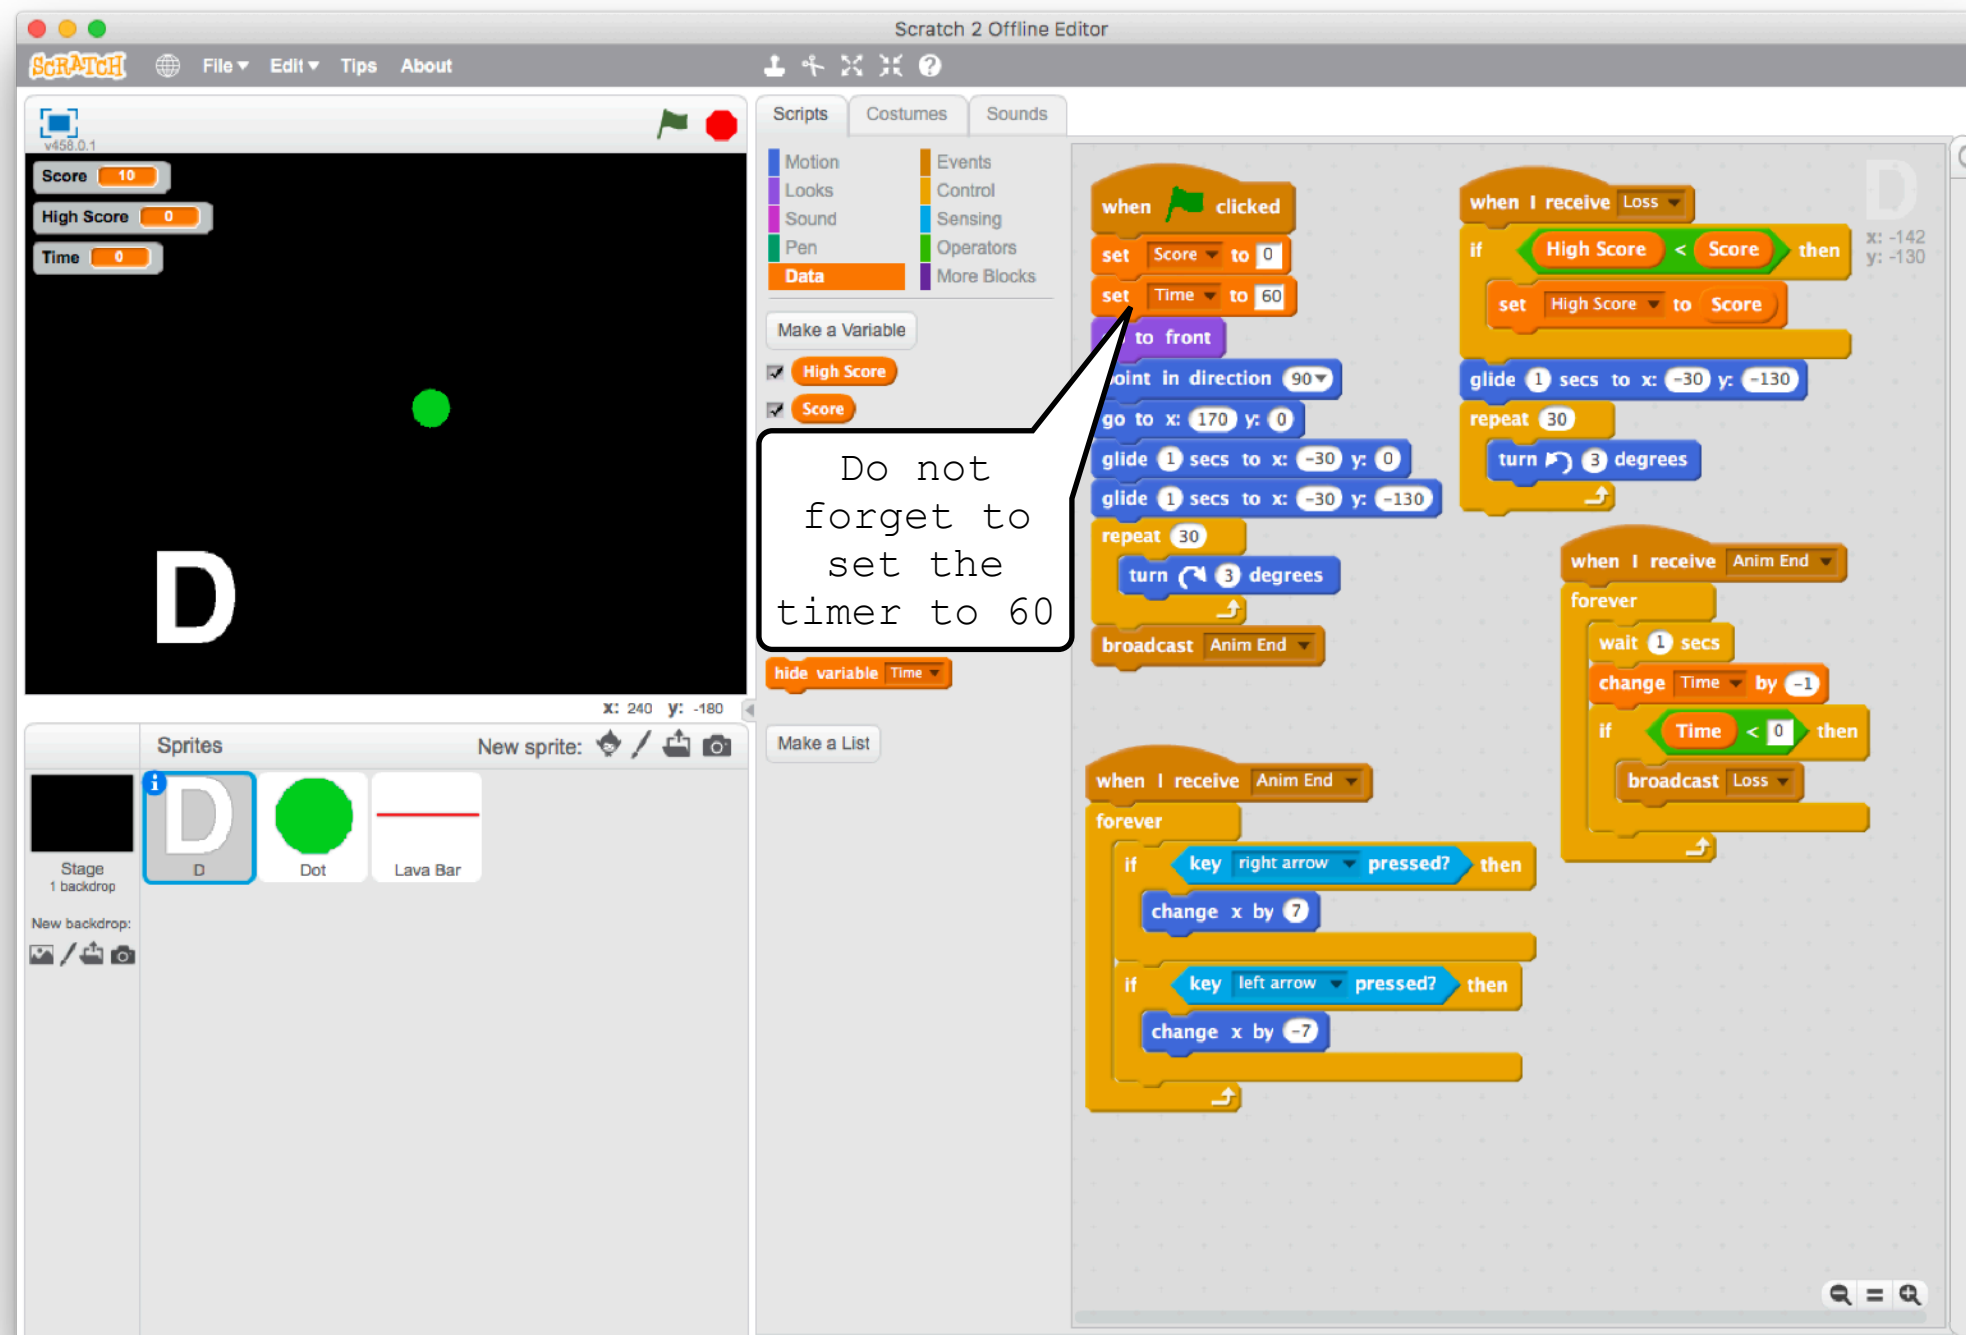 Scratch 2 Offline Editor
SCRATCH File Edit Tips About
v458.0.1
Score 10
High Score 0
Time 0
x: 240 y: -180
Sprites New sprite:
Stage
1 backdrop
New backdrop:
D
Dot
Lava Bar
Scripts Costumes Sounds
Motion Events
Looks Control
Sound Sensing
Pen Operators
Data More Blocks
Make a Variable
High Score
Score
Do not
forget to
set the
timer to 60
hide variable Time
Make a List
when clicked
set Score to 0
set Time to 60
to front
oint in direction 90
go to x: 170 y: 0
glide 1 secs to x: -30 y: 0
glide 1 secs to x: -30 y: -130
repeat 30
turn 3 degrees
broadcast Anim End
when I receive Anim End
forever
if key right arrow pressed? then
change x by 7
if key left arrow pressed? then
change x by -7
when I receive Loss
if High Score < Score then
set High Score to Score
glide 1 secs to x: -30 y: -130
repeat 30
turn 3 degrees
when I receive Anim End
forever
wait 1 secs
change Time by -1
if Time < 0 then
broadcast Loss
D
x: -142
y: -130
D
D